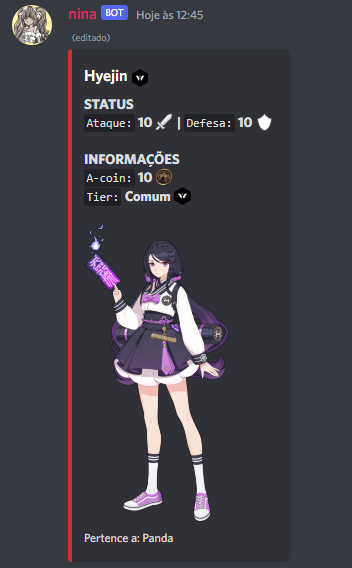 nina BOT Hoje às 12:45
(editado)
Hyejin
STATUS
Ataque: 10 | Defesa: 10
INFORMAÇÕES
A-coin: 10
Tier: Comum
Pertence a: Panda